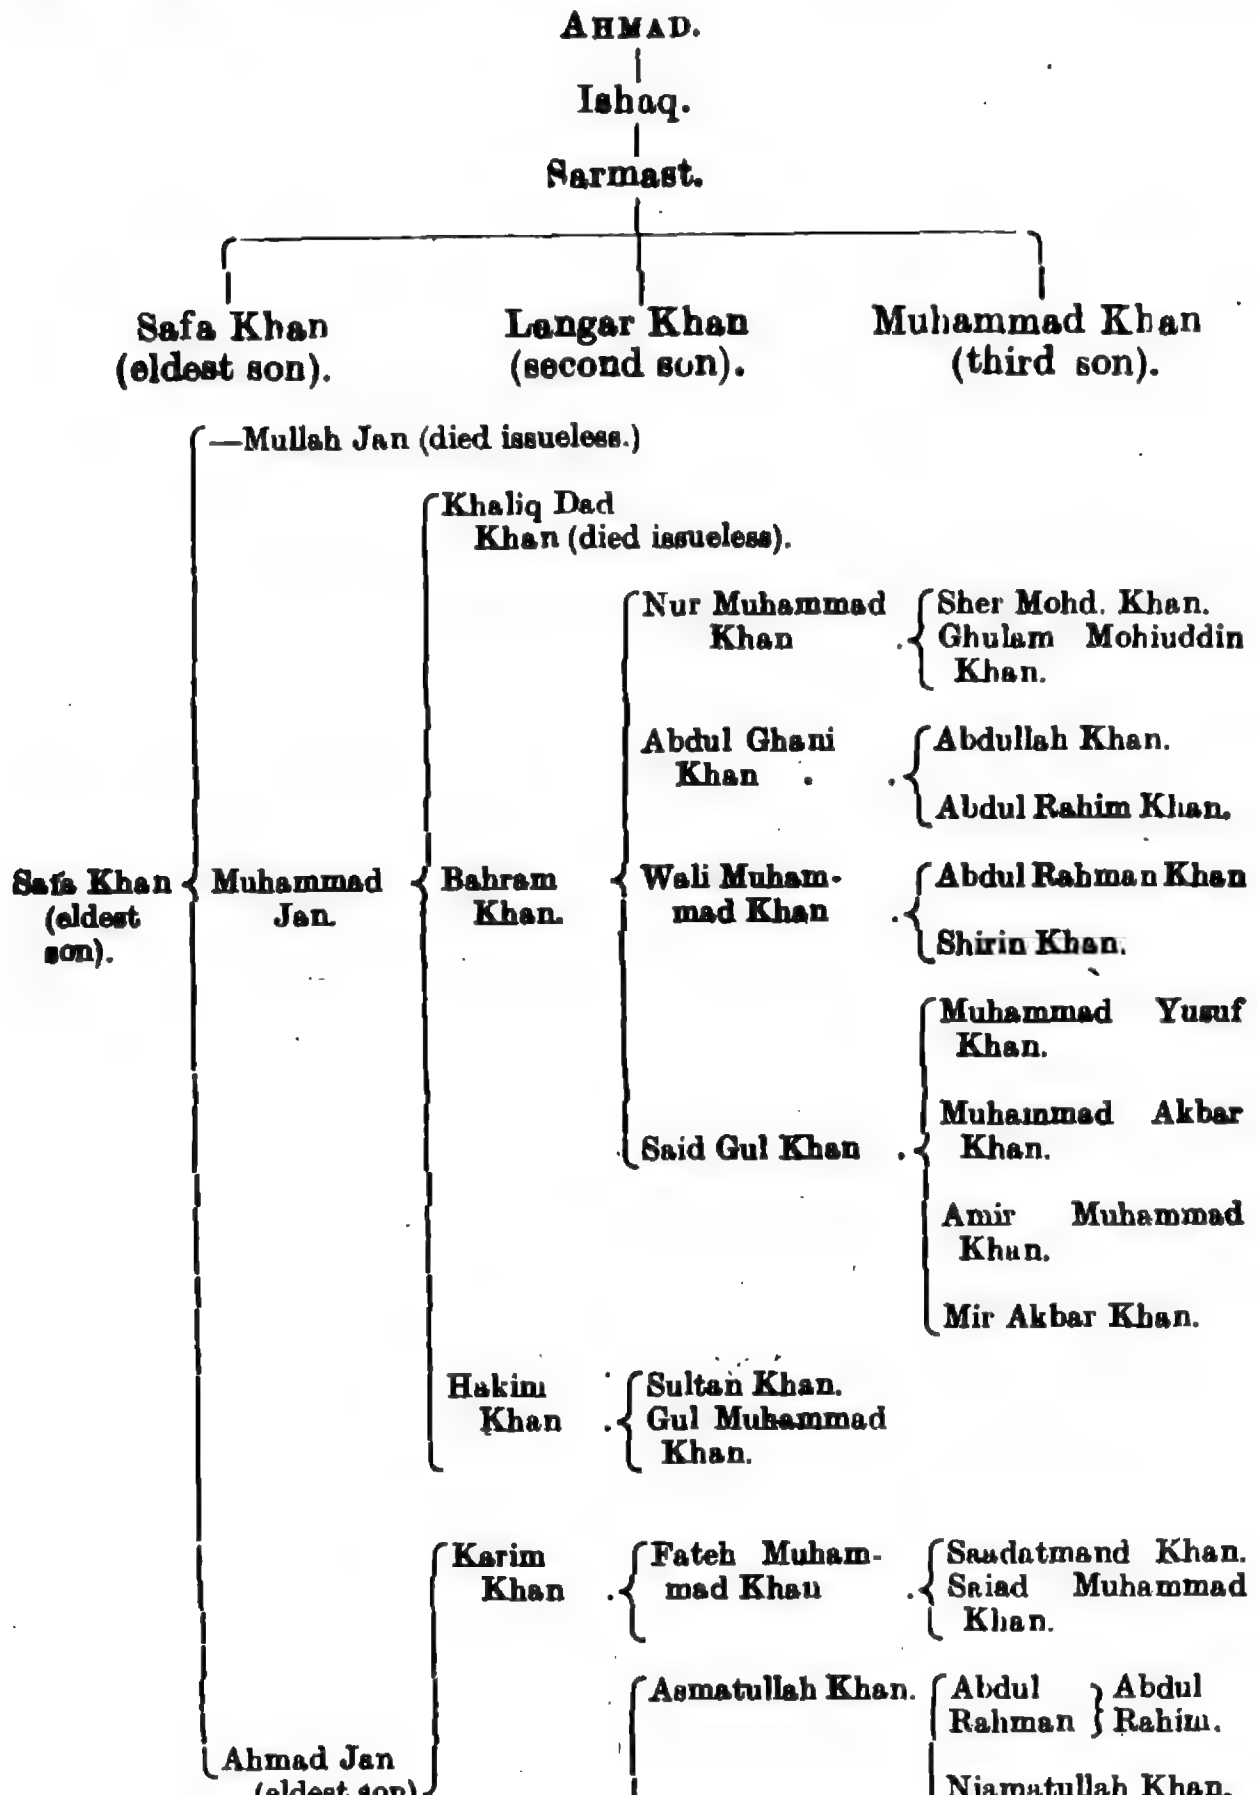 AHMAD.
Ishaq.
Sarmast.
Safa Khan
(eldest son).
Langar Khan
(second son).
Muhammad Khan
(third son).
—Mullah Jan (died issueless.)
Khaliq Dad
Khan (died issueless).
Nur Muhammad
Khan
Sher Mohd. Khan.
Ghulam Mohiuddin
Khan.
Abdul Ghani
Khan . .
Abdullah Khan.
Abdul Rahim Khan.
Safa Khan
(eldest
son).
Muhammad
Jan.
Bahram
Khan.
Wali Muham-
mad Khan .
Abdul Rahman Khan
Shirin Khan.
Said Gul Khan .
Muhammad Yusuf
Khan.
Muhammad Akbar
Khan.
Amir Muhammad
Khan.
Mir Akbar Khan.
Hakim
Khan .
Sultan Khan.
Gul Muhammad
Khan.
Karim
Khan .
Fateh Muham-
mad Khan .
Saadatmand Khan.
Saiad Muhammad
Khan.
Asmatullah Khan.
Abdul
Rahman
Abdul
Rahim.
Ahmad Jan
(eldest son)
Niamatullah Khan.